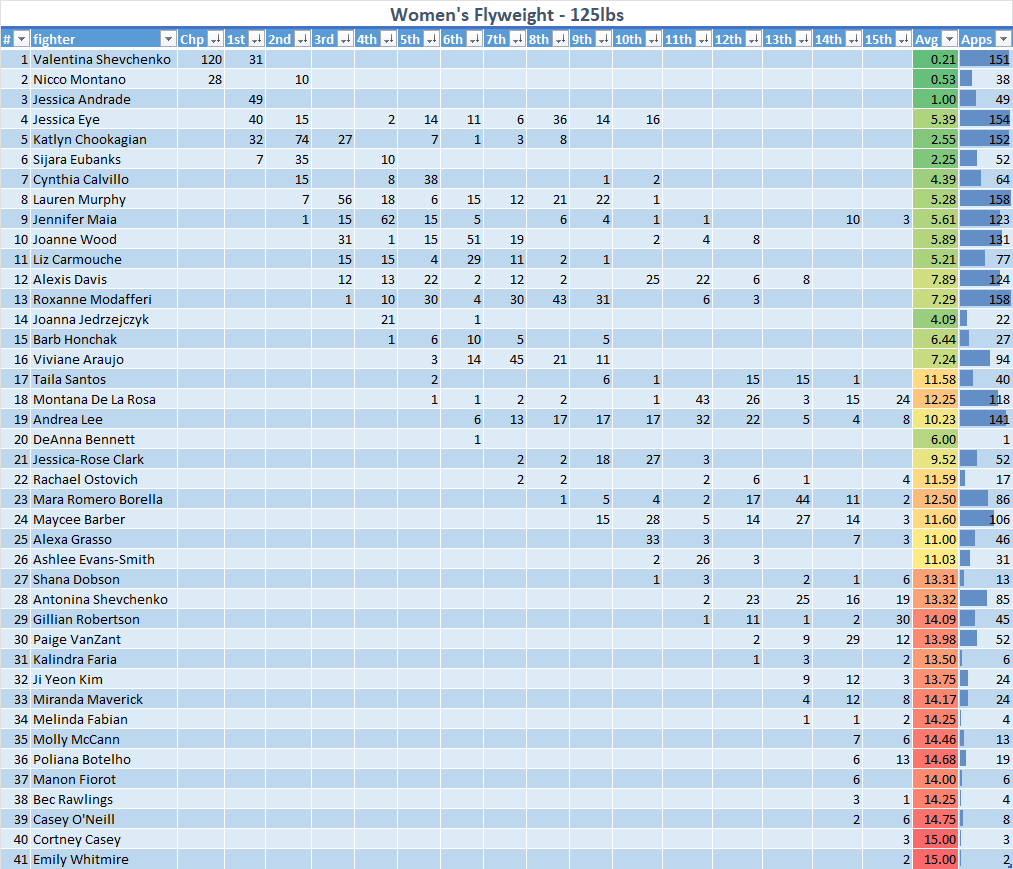 Women's Flyweight - 125lbs
# fighter Chp 1st 2nd 3rd 4th 5th 6th 7th 8th 9th 10th 11th 12th 13th 14th 15th Avg Apps
1 Valentina Shevchenko 120 31 0.21 151
2 Nicco Montano 28 10 0.53 38
3 Jessica Andrade 49 1.00 49
4 Jessica Eye 40 15 2 14 11 6 36 14 16 5.39 154
5 Katlyn Chookagian 32 74 27 7 1 3 8 2.55 152
6 Sijara Eubanks 7 35 10 2.25 52
7 Cynthia Calvillo 15 8 38 1 2 4.39 64
8 Lauren Murphy 7 56 18 6 15 12 21 22 1 5.28 158
9 Jennifer Maia 1 15 62 15 5 6 4 1 1 10 3 5.61 123
10 Joanne Wood 31 1 15 51 19 2 4 8 5.89 131
11 Liz Carmouche 15 15 4 29 11 2 1 5.21 77
12 Alexis Davis 12 13 22 2 12 2 25 22 6 8 7.89 124
13 Roxanne Modafferi 1 10 30 4 30 43 31 6 3 7.29 158
14 Joanna Jedrzejczyk 21 1 4.09 22
15 Barb Honchak 1 6 10 5 5 6.44 27
16 Viviane Araujo 3 14 45 21 11 7.24 94
17 Taila Santos 2 6 1 15 15 1 11.58 40
18 Montana De La Rosa 1 1 2 2 1 43 26 3 15 24 12.25 118
19 Andrea Lee 6 13 17 17 17 32 22 5 4 8 10.23 141
20 DeAnna Bennett 1 6.00 1
21 Jessica-Rose Clark 2 2 18 27 3 9.52 52
22 Rachael Ostovich 2 2 2 6 1 4 11.59 17
23 Mara Romero Borella 1 5 4 2 17 44 11 2 12.50 86
24 Maycee Barber 15 28 5 14 27 14 3 11.60 106
25 Alexa Grasso 33 3 7 3 11.00 46
26 Ashlee Evans-Smith 2 26 3 11.03 31
27 Shana Dobson 1 3 2 1 6 13.31 13
28 Antonina Shevchenko 2 23 25 16 19 13.32 85
29 Gillian Robertson 1 11 1 2 30 14.09 45
30 Paige VanZant 2 9 29 12 13.98 52
31 Kalindra Faria 1 3 2 13.50 6
32 Ji Yeon Kim 9 12 3 13.75 24
33 Miranda Maverick 4 12 8 14.17 24
34 Melinda Fabian 1 1 2 14.25 4
35 Molly McCann 7 6 14.46 13
36 Poliana Botelho 6 13 14.68 19
37 Manon Fiorot 6 14.00 6
38 Bec Rawlings 3 1 14.25 4
39 Casey O'Neill 2 6 14.75 8
40 Cortney Casey 3 15.00 3
41 Emily Whitmire 2 15.00 2